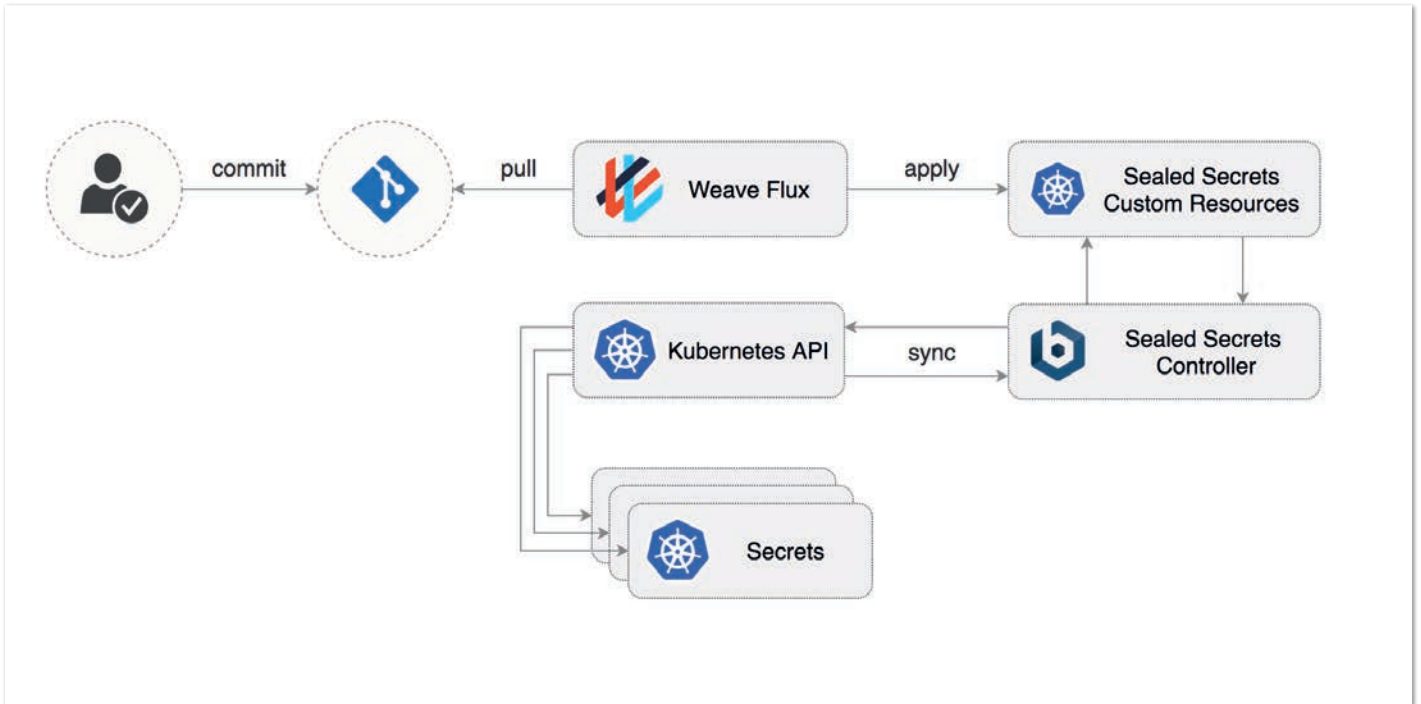 commit
pull
Weave Flux
apply
Sealed Secrets
Custom Resources
Kubernetes API
sync
Sealed Secrets
Controller
Secrets